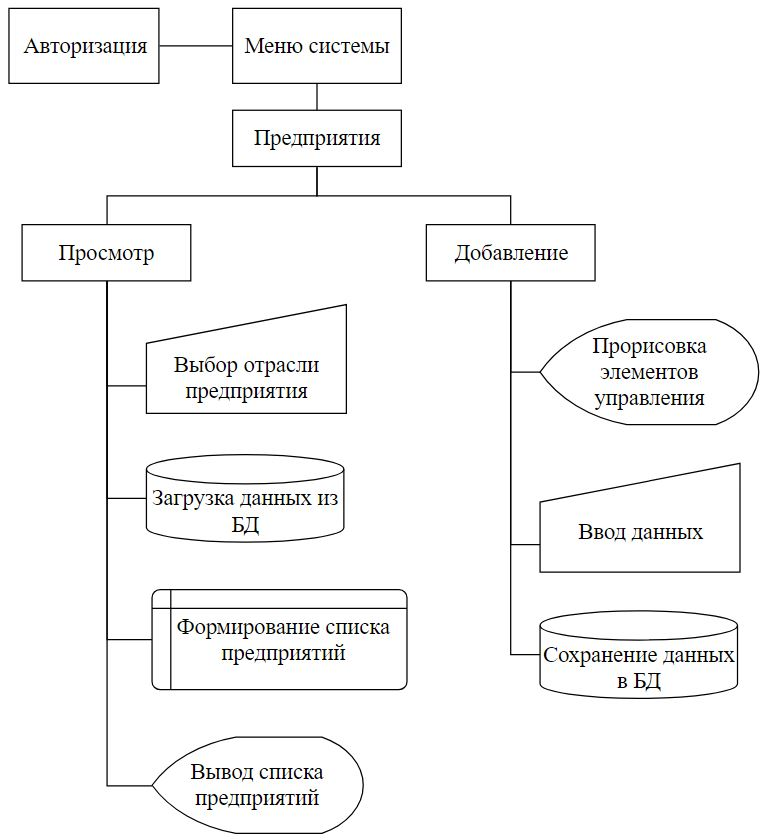 Авторизация
Меню системы
Предприятия
Просмотр
Добавление
Выбор отрасли
предприятия
Загрузка данных из
БД
Формирование списка
предприятий
Вывод списка
предприятий
Прорисовка
элементов
управления
Ввод данных
Сохранение данных
в БД